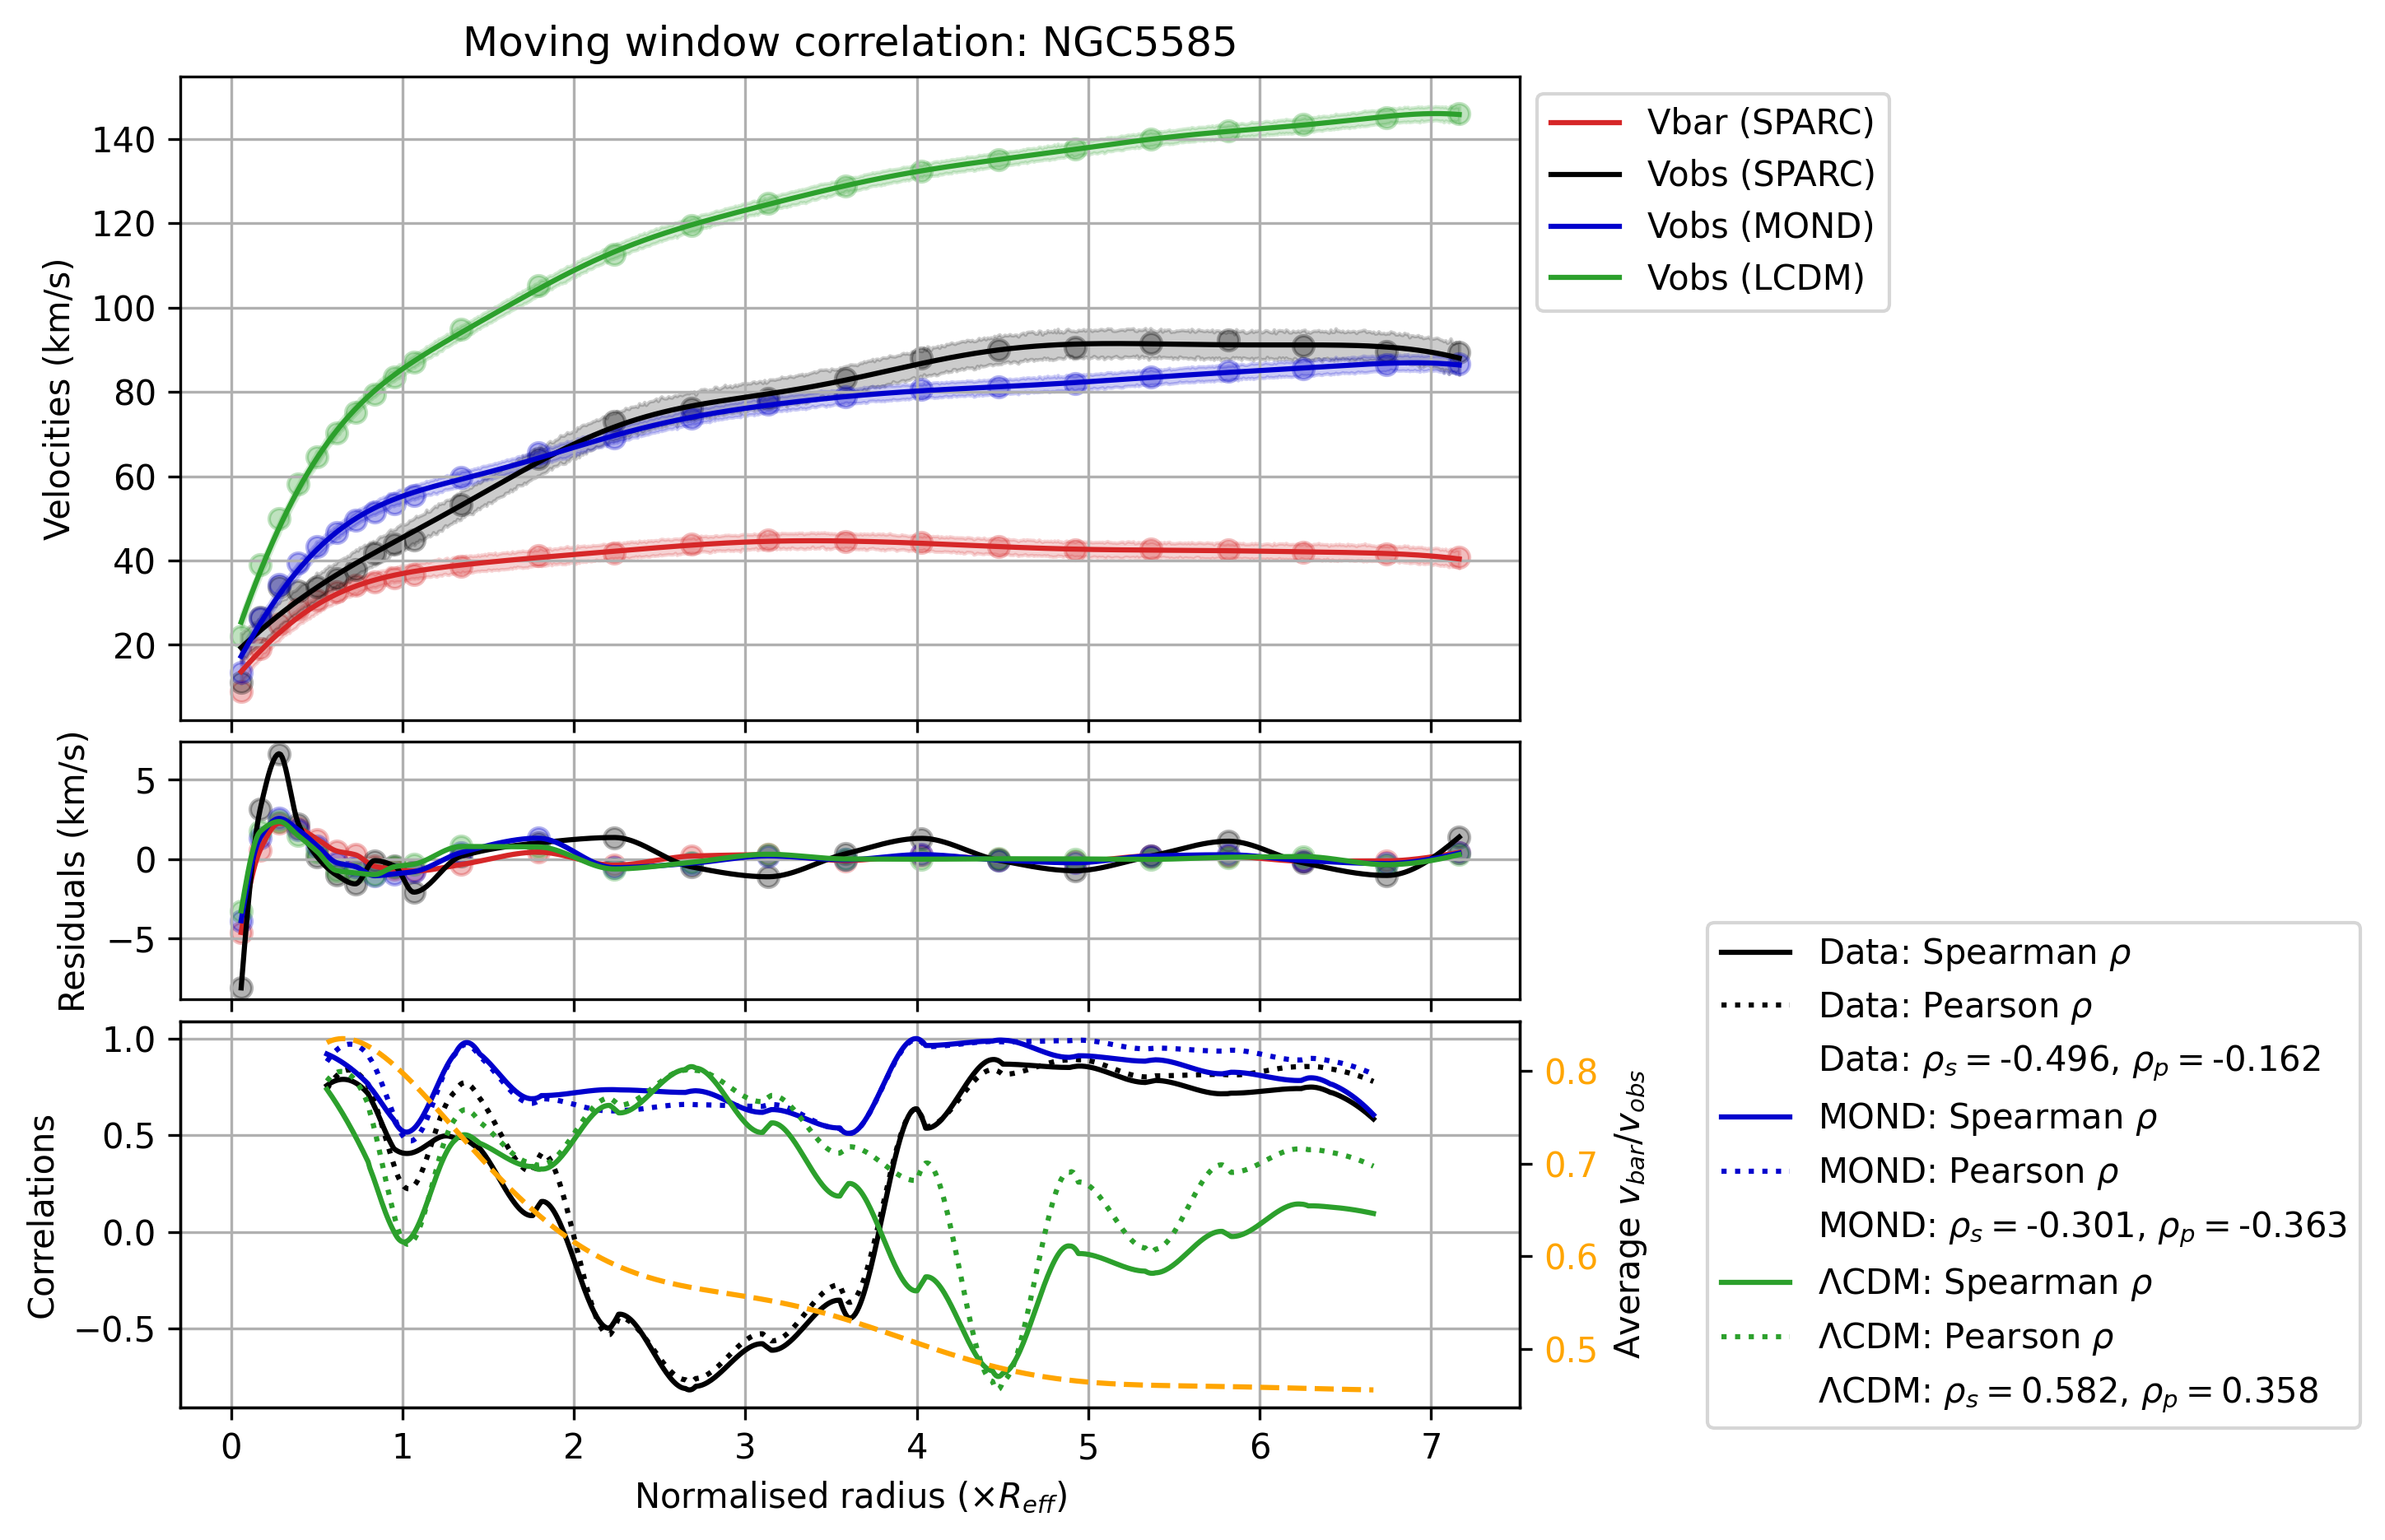 Moving window correlation: NGC5585
Velocities (km/s)
140
120
100
80
60
40
20
Vbar (SPARC)
Vobs (SPARC)
Vobs (MOND)
Vobs (LCDM)
Residuals (km/s)
5
0
−5
Correlations
1.0
0.5
0.0
−0.5
0.8
0.7
0.6
0.5
Average v_bar/v_obs
0 1 2 3 4 5 6 7
Normalised radius (×R_eff)
Data: Spearman ρ
Data: Pearson ρ
Data: ρ_s = -0.496, ρ_p = -0.162
MOND: Spearman ρ
MOND: Pearson ρ
MOND: ρ_s = -0.301, ρ_p = -0.363
ΛCDM: Spearman ρ
ΛCDM: Pearson ρ
ΛCDM: ρ_s = 0.582, ρ_p = 0.358